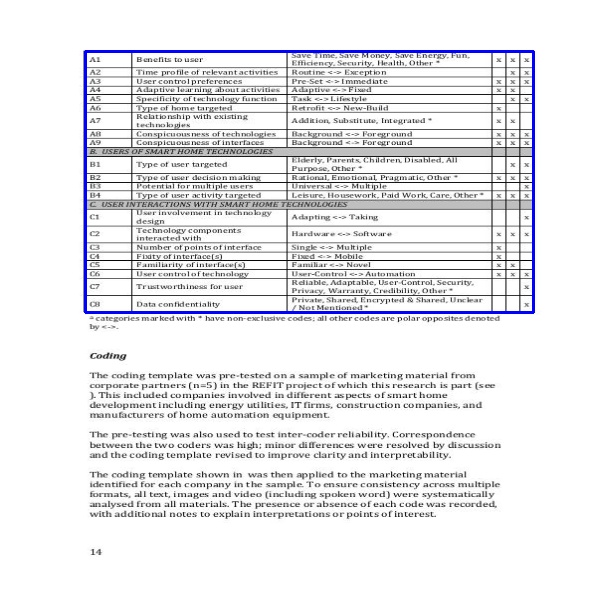 Save Time, Save Money, Save Energy, Fun,
A1 Benefits to user Efficiency, Security, Health, Other * x x x
A2 Time profile of relevant activities Routine <-> Exception x x
A3 User control preferences Pre-Set <-> Immediate x x
A4 Adaptive learning about activities Adaptive <-> Fixed x x
A5 Specificity of technology function Task <-> Lifestyle x x
A6 Type of home targeted Retrofit <-> New-Build x
A7 Relationship with existing technologies Addition, Substitute, Integrated * x x
A8 Conspicuousness of technologies Background <-> Foreground x x
A9 Conspicuousness of interfaces Background <-> Foreground x x
B. USERS OF SMART HOME TECHNOLOGIES
B1 Type of user targeted Elderly, Parents, Children, Disabled, All Purpose, Other * x x
B2 Type of user decision making Rational, Emotional, Pragmatic, Other * x x x
B3 Potential for multiple users Universal <-> Multiple x
B4 Type of user activity targeted Leisure, Housework, Paid Work, Care, Other * x x x
C. USER INTERACTIONS WITH SMART HOME TECHNOLOGIES
C1 User involvement in technology design Adapting <-> Taking x
C2 Technology components interacted with Hardware <-> Software x x x
C3 Number of points of interface Single <-> Multiple x
C4 Fixity of interface(s) Fixed <-> Mobile x
C5 Familiarity of interface(s) Familiar <-> Novel x x
C6 User control of technology User-Control <-> Automation x x x
C7 Trustworthiness for user Reliable, Adaptable, User-Control, Security, Privacy, Warranty, Credibility, Other * x
C8 Data confidentiality Private, Shared, Encrypted & Shared, Unclear / Not Mentioned * x
a categories marked with * have non-exclusive codes; all other codes are polar opposites denoted
by <->.
Coding
The coding template was pre-tested on a sample of marketing material from
corporate partners (n=5) in the REFIT project of which this research is part (see
). This included companies involved in different aspects of smart home
development including energy utilities, IT firms, construction companies, and
manufacturers of home automation equipment.
The pre-testing was also used to test inter-coder reliability. Correspondence
between the two coders was high; minor differences were resolved by discussion
and the coding template revised to improve clarity and interpretability.
The coding template shown in  was then applied to the marketing material
identified for each company in the sample. To ensure consistency across multiple
formats, all text, images and video (including spoken word) were systematically
analysed from all materials. The presence or absence of each code was recorded,
with additional notes to explain interpretations or points of interest.
14